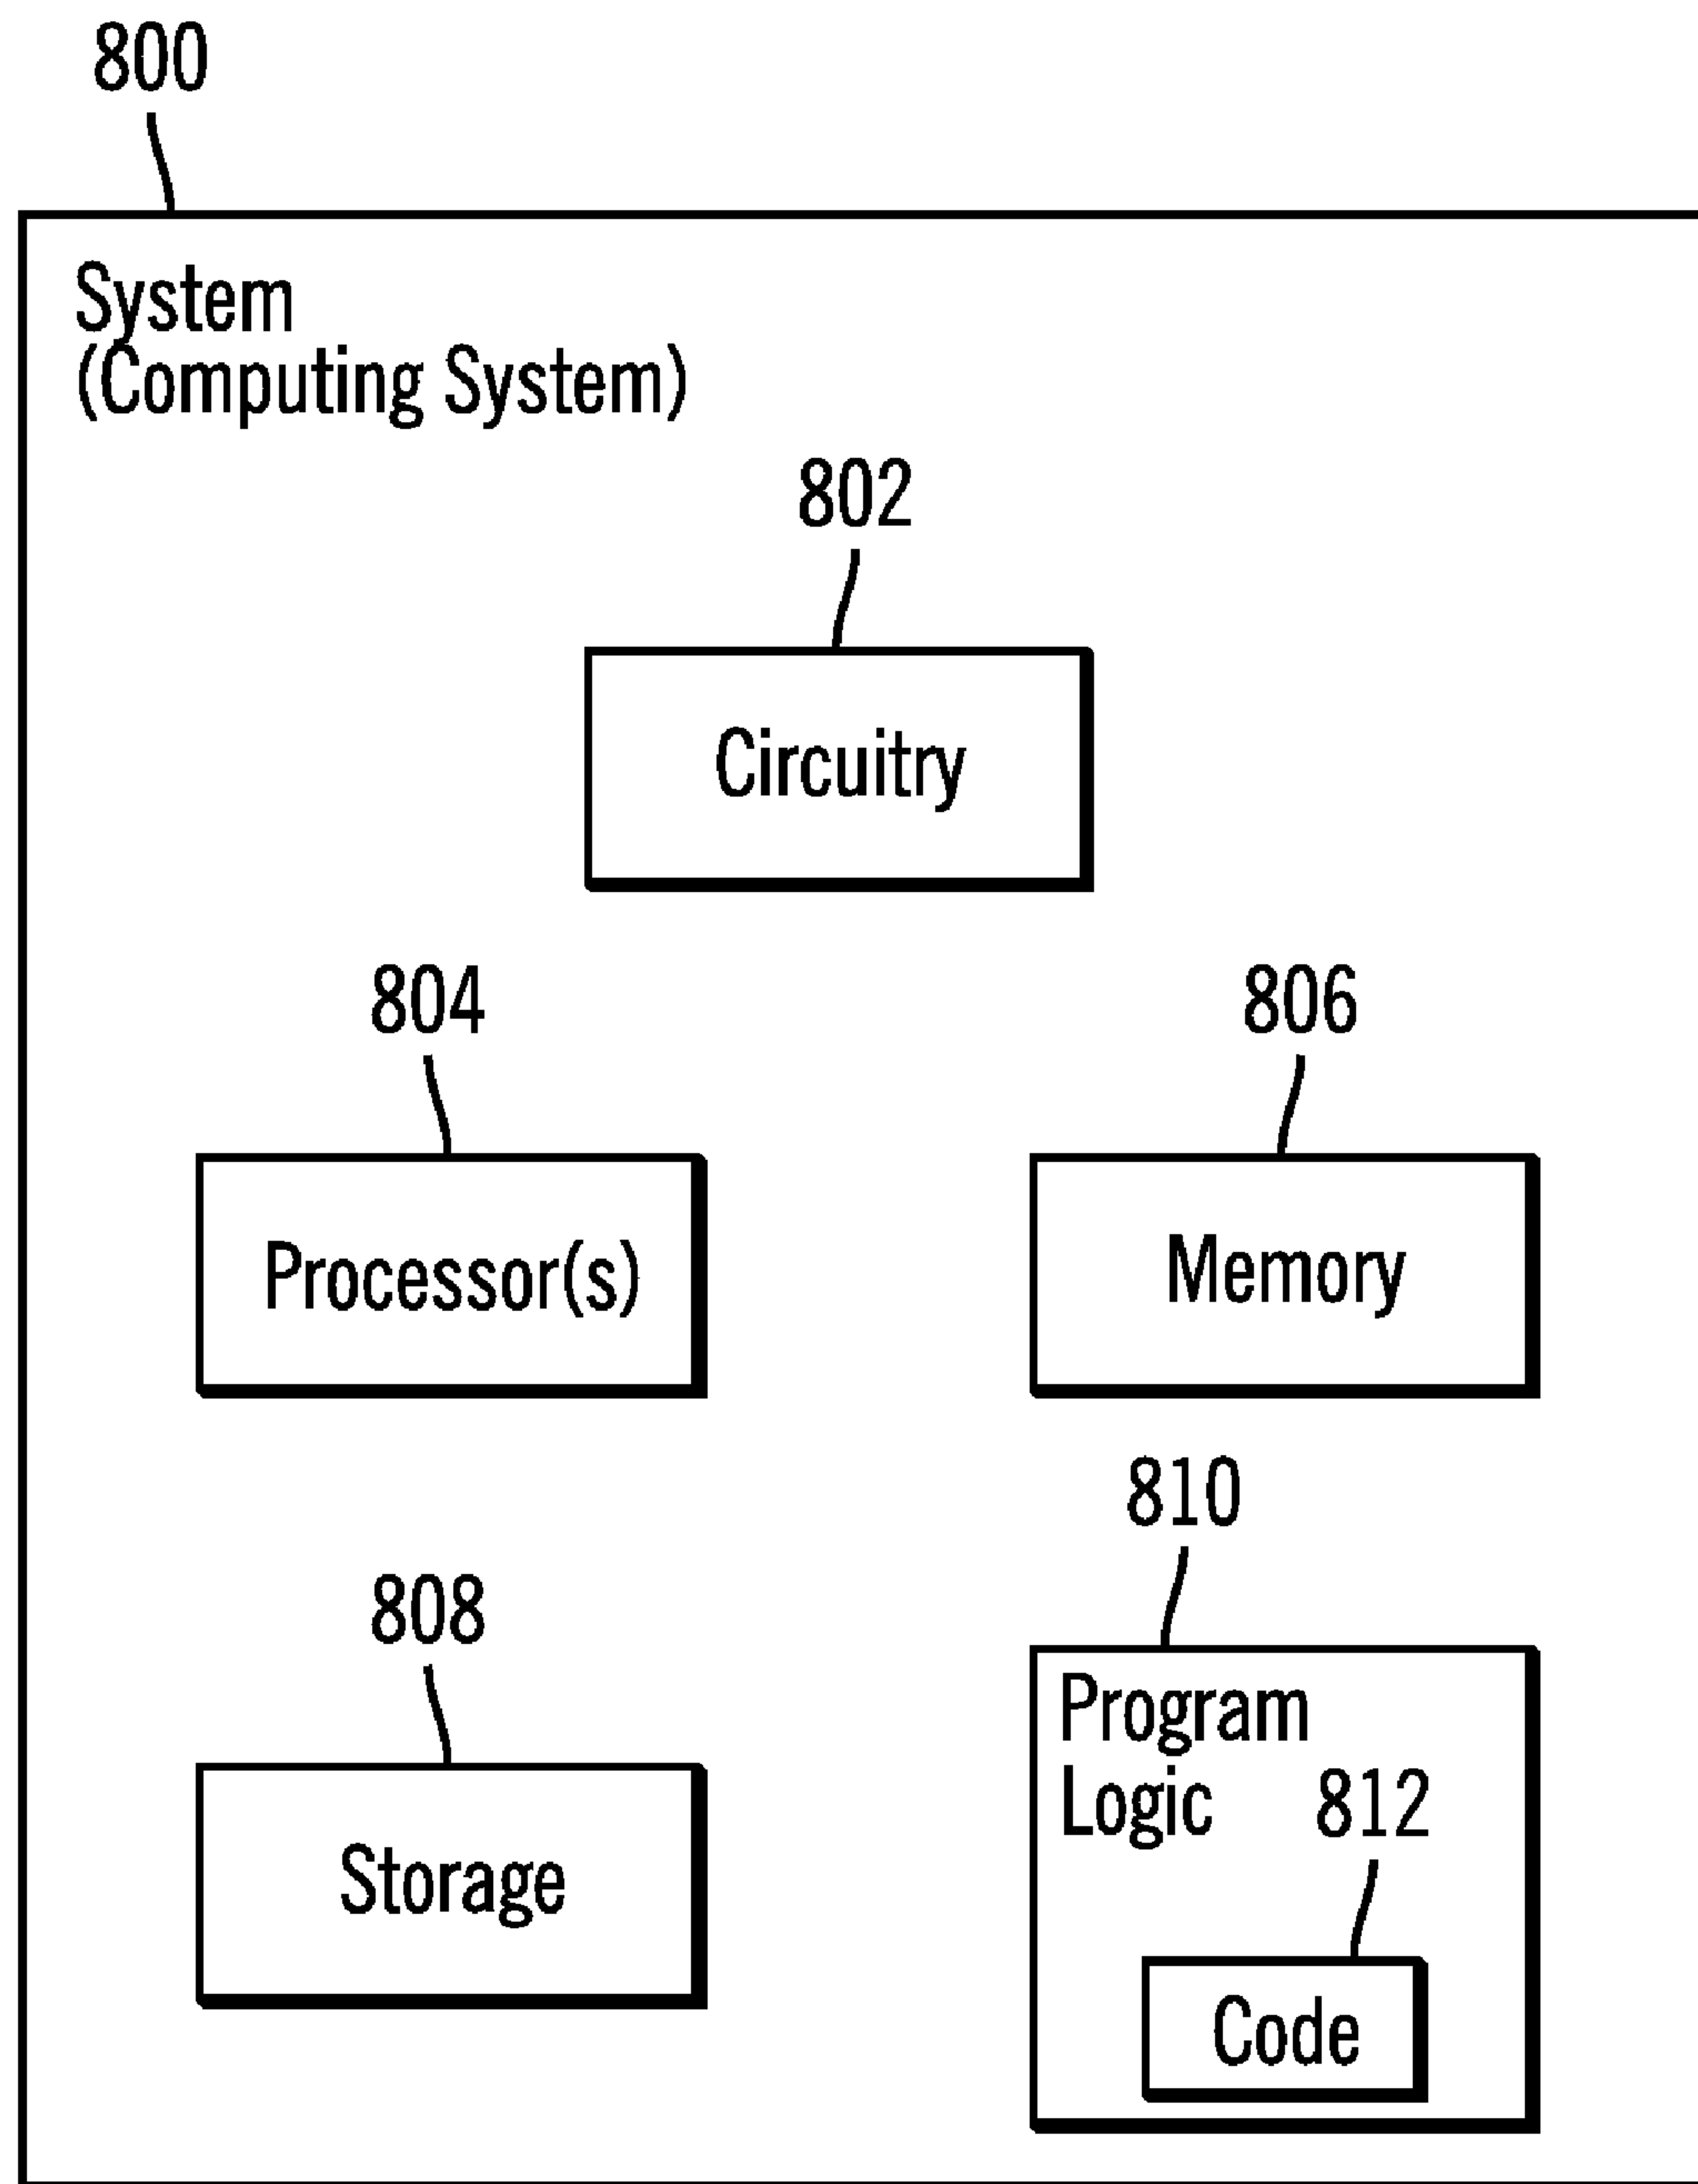 800
System
(Computing System)
802
Circuitry
804
806
Processor(s)
Memory
810
808
Program
Logic
812
Storage
Code